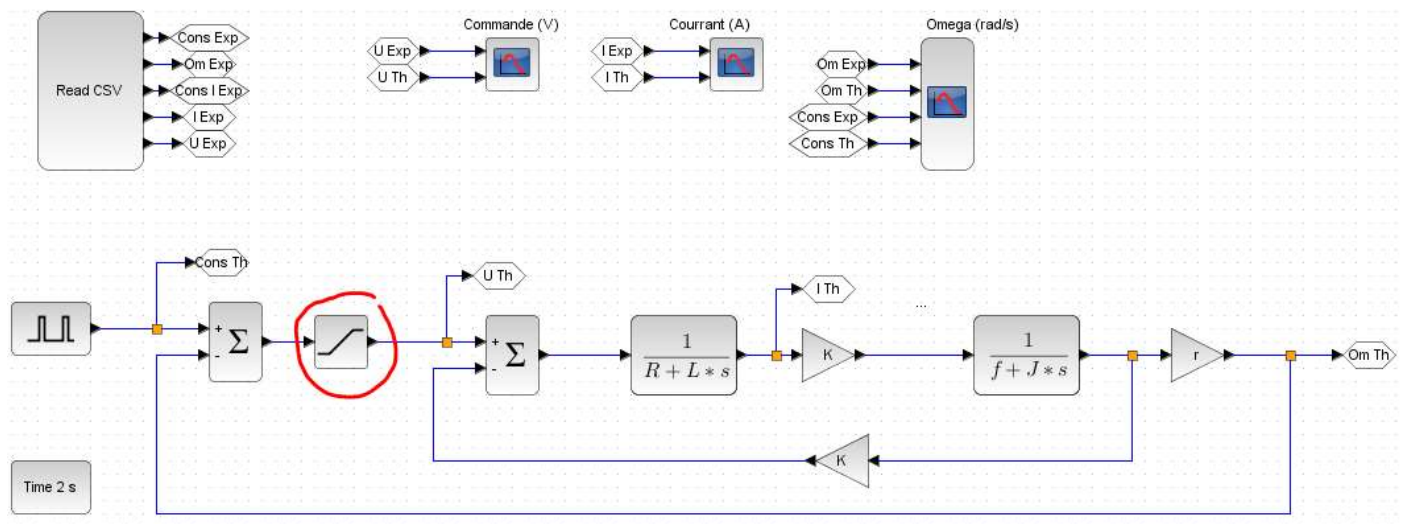 Commande (V)
Courrant (A)
Omega (rad/s)
Read CSV
Cons Exp
Om Exp
Cons I Exp
I Exp
U Exp
U Exp
U Th
I Exp
I Th
Om Exp
Om Th
Cons Exp
Cons Th
Cons Th
U Th
I Th
...
+
-
Σ
+
-
Σ
1
R + L * s
K
1
f + J * s
r
Om Th
K
Time 2 s